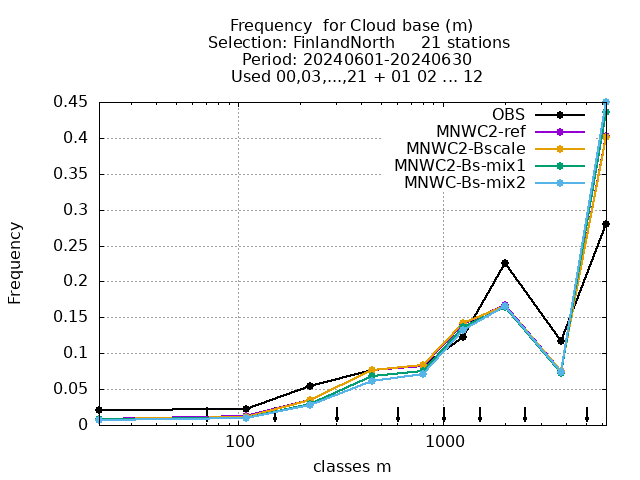 Frequency  for Cloud base (m)
Selection: FinlandNorth     21 stations
Period: 20240601-20240630
Used 00,03,...,21 + 01 02 ... 12
OBS
MNWC2-ref
MNWC2-Bscale
MNWC2-Bs-mix1
MNWC-Bs-mix2
Frequency
0.45
0.4
0.35
0.3
0.25
0.2
0.15
0.1
0.05
0
100
1000
classes m